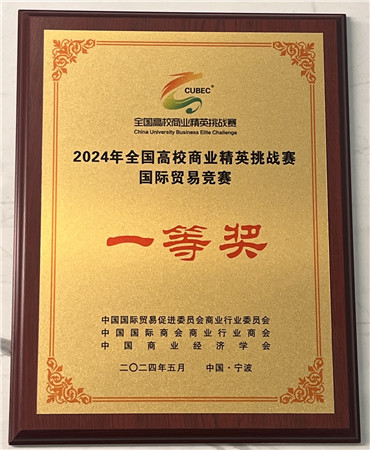 CUBEC
全国高校商业精英挑战赛
China University Business Elite Challenge
2024年全国高校商业精英挑战赛
国际贸易竞赛
一等奖
中国国际贸易促进委员会商业行业委员会
中国国际商会商业行业商会
中国商业经济学会
二〇二四年五月 中国·宁波